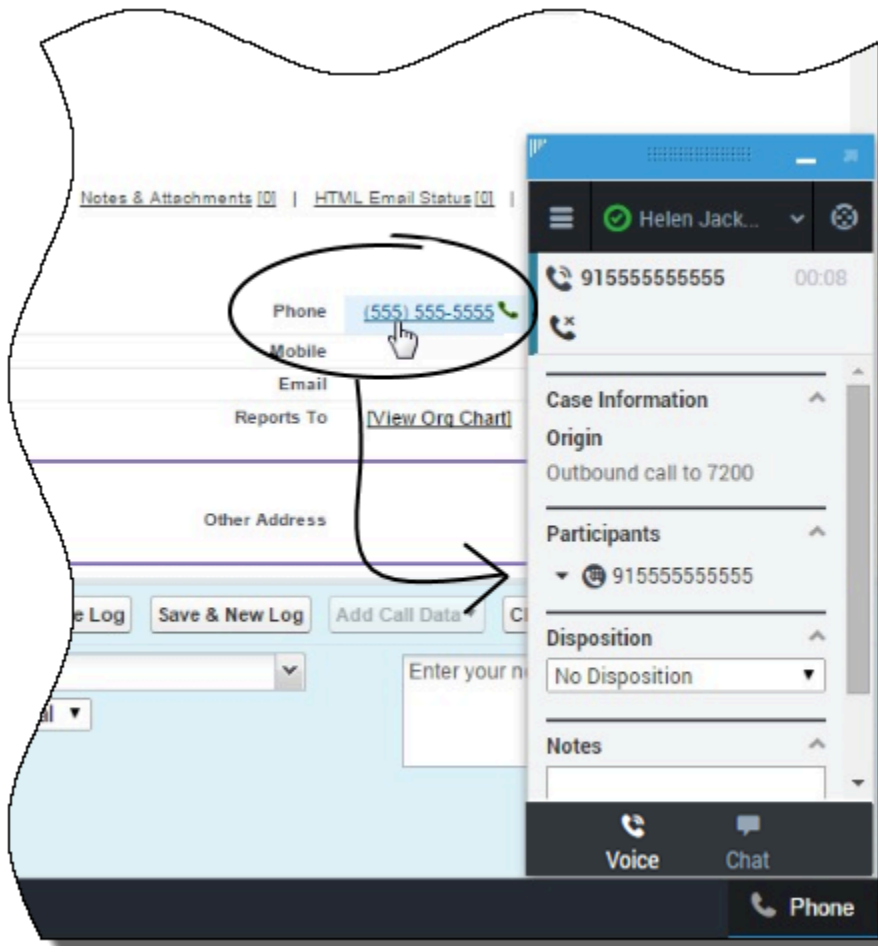 Notes & Attachments [0] | HTML Email Status [0] |
Helen Jack...
915555555555 00:08
Phone (555) 555-5555
Mobile
Email
Reports To [View Org Chart]
Other Address
Case Information
Origin
Outbound call to 7200
Participants
915555555555
Disposition
No Disposition
Notes
e Log Save & New Log Add Call Data
Enter your n
al
Voice Chat
Phone